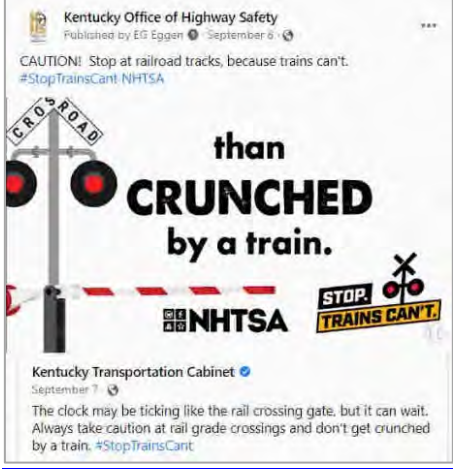 Kentucky Office of Highway Safety
Published by EG Eggen · September 6 ·
CAUTION! Stop at railroad tracks, because trains can't.
#StopTrainsCant NHTSA
CROS ROAD
than
CRUNCHED
by a train.
NHTSA
STOP.
TRAINS CAN'T.
Kentucky Transportation Cabinet
September 7 ·
The clock may be ticking like the rail crossing gate, but it can wait.
Always take caution at rail grade crossings and don't get crunched
by a train. #StopTrainsCant